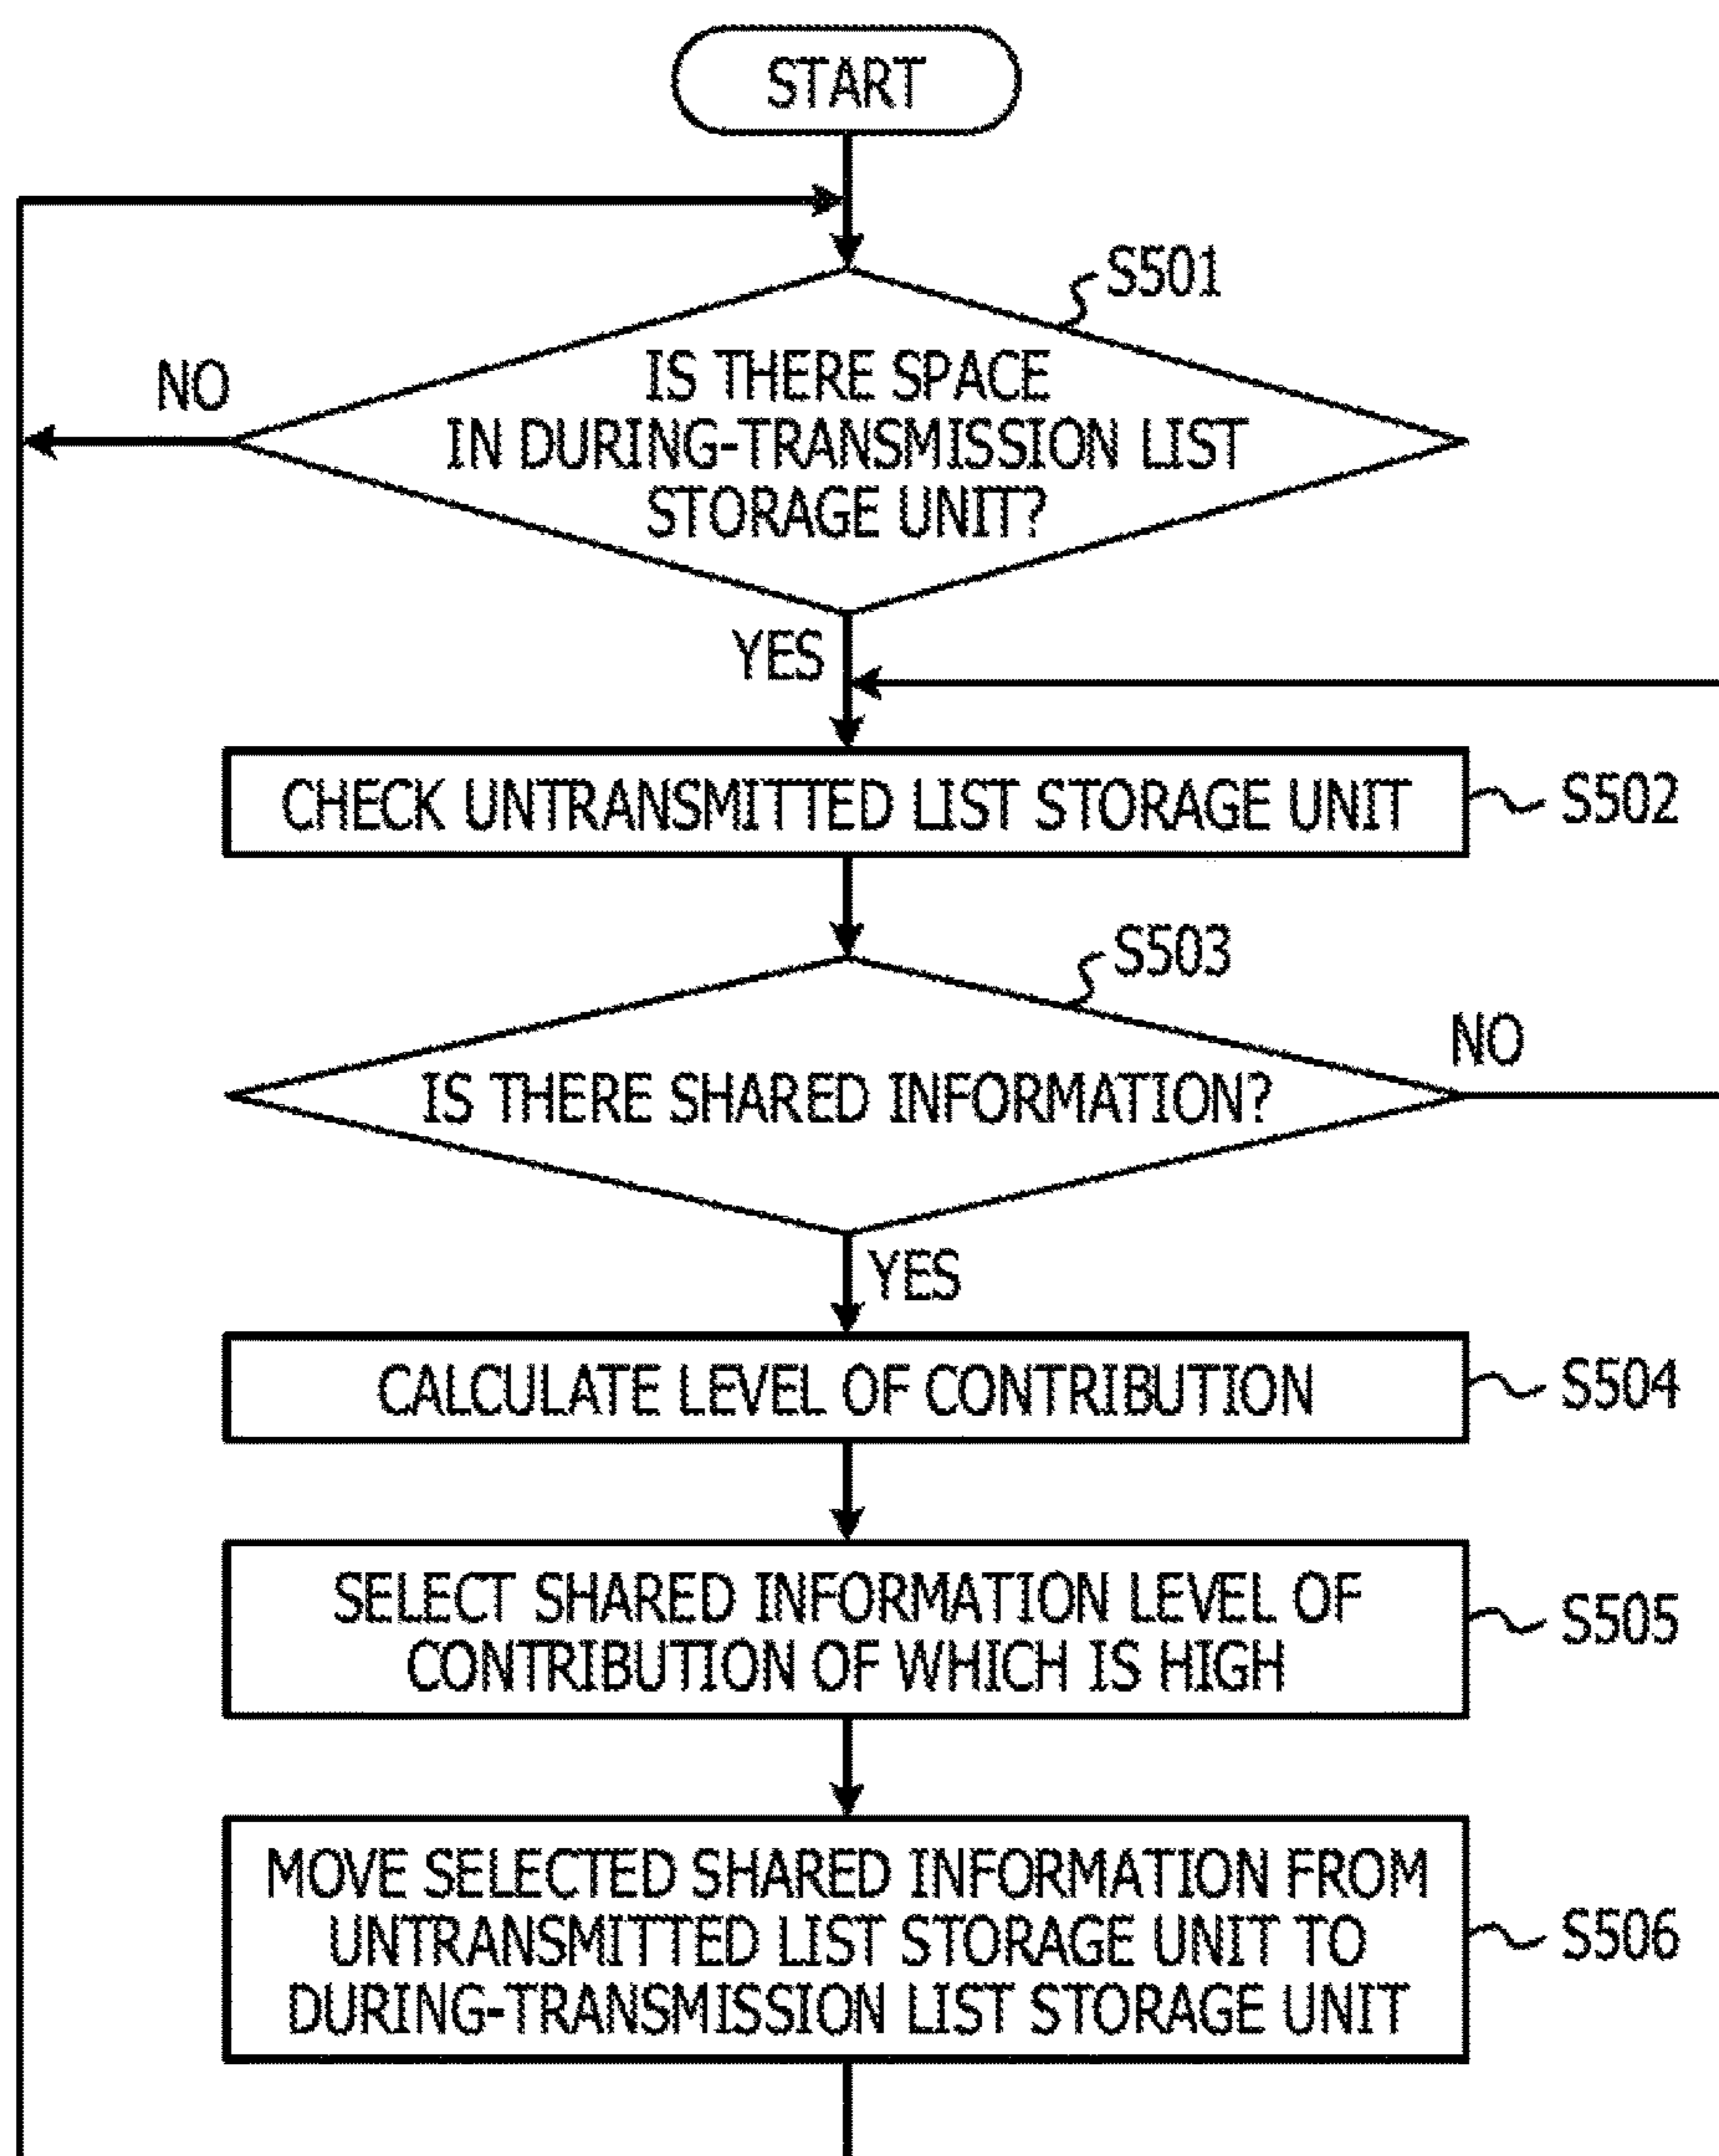 START
S501
NO
IS THERE SPACE
IN DURING-TRANSMISSION LIST
STORAGE UNIT?
YES
CHECK UNTRANSMITTED LIST STORAGE UNIT
S502
S503
NO
IS THERE SHARED INFORMATION?
YES
CALCULATE LEVEL OF CONTRIBUTION
S504
SELECT SHARED INFORMATION LEVEL OF
CONTRIBUTION OF WHICH IS HIGH
S505
MOVE SELECTED SHARED INFORMATION FROM
UNTRANSMITTED LIST STORAGE UNIT TO
DURING-TRANSMISSION LIST STORAGE UNIT
S506